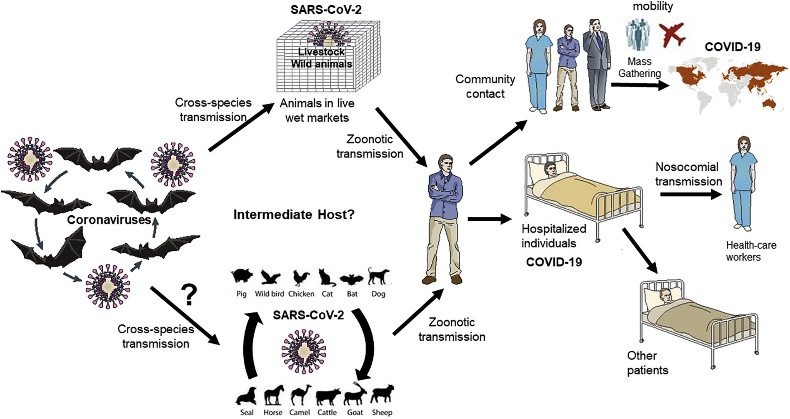 SARS-CoV-2
Livestock
Wild animals
Cross-species
transmission
Animals in live
wet markets
Coronaviruses
?
Cross-species
transmission
Intermediate Host?
Pig Wild bird Chicken Cat Bat Dog
SARS-CoV-2
Seal Horse Camel Cattle Goat Sheep
Zoonotic
transmission
Zoonotic
transmission
Community
contact
mobility
Mass
Gathering
COVID-19
Hospitalized
individuals
COVID-19
Nosocomial
transmission
Health-care
workers
Other
patients